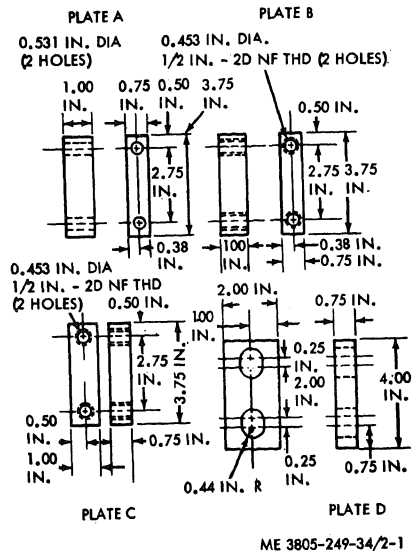 PLATE A
PLATE B
0.531 IN. DIA
(2 HOLES)
0.453 IN. DIA.
1/2 IN. - 2D NF THD (2 HOLES)
1.00
IN.
0.75
IN.
0.50
IN.
3.75
IN.
0.50 IN.
2.75
IN.
2.75
IN.
3.75
IN.
0.38
IN.
100
IN.
0.38 IN.
0.75 IN.
0.453 IN. DIA
1/2 IN. - 2D NF THD
(2 HOLES)
0.50 IN.
2.00 IN.
0.75 IN.
1.00
IN.
2.75
IN.
3.75 IN.
0.25
IN.
2.00
IN.
4.00
IN.
0.50
IN.
0.75 IN.
1.00
IN.
0.25
IN.
0.75 IN.
0.44 IN. R
PLATE C
PLATE D
ME 3805-249-34/2-1